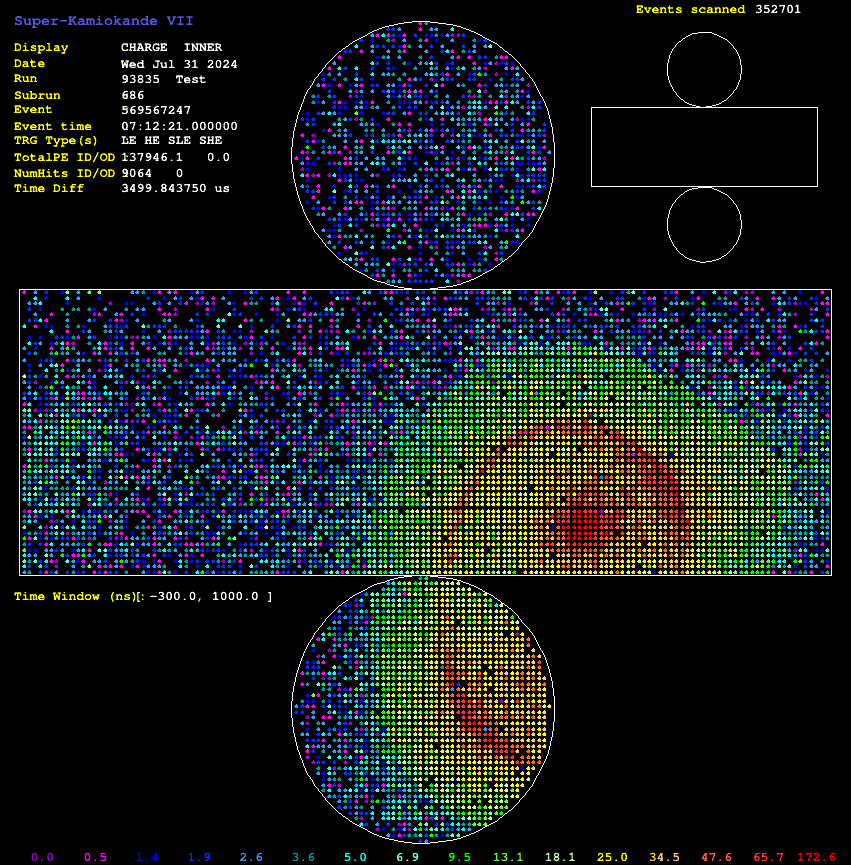 Super-Kamiokande VII
Events scanned 352701
Display CHARGE INNER
Date Wed Jul 31 2024
Run 93835 Test
Subrun 686
Event 569567247
Event time 07:12:21.000000
TRG Type(s) LE HE SLE SHE
TotalPE ID/OD 137946.1 0.0
NumHits ID/OD 9064 0
Time Diff 3499.843750 us
Time Window (ns)[: −300.0, 1000.0 ]
0.0 0.5 1.4 1.9 2.6 3.6 5.0 6.9 9.5 13.1 18.1 25.0 34.5 47.6 65.7 172.6